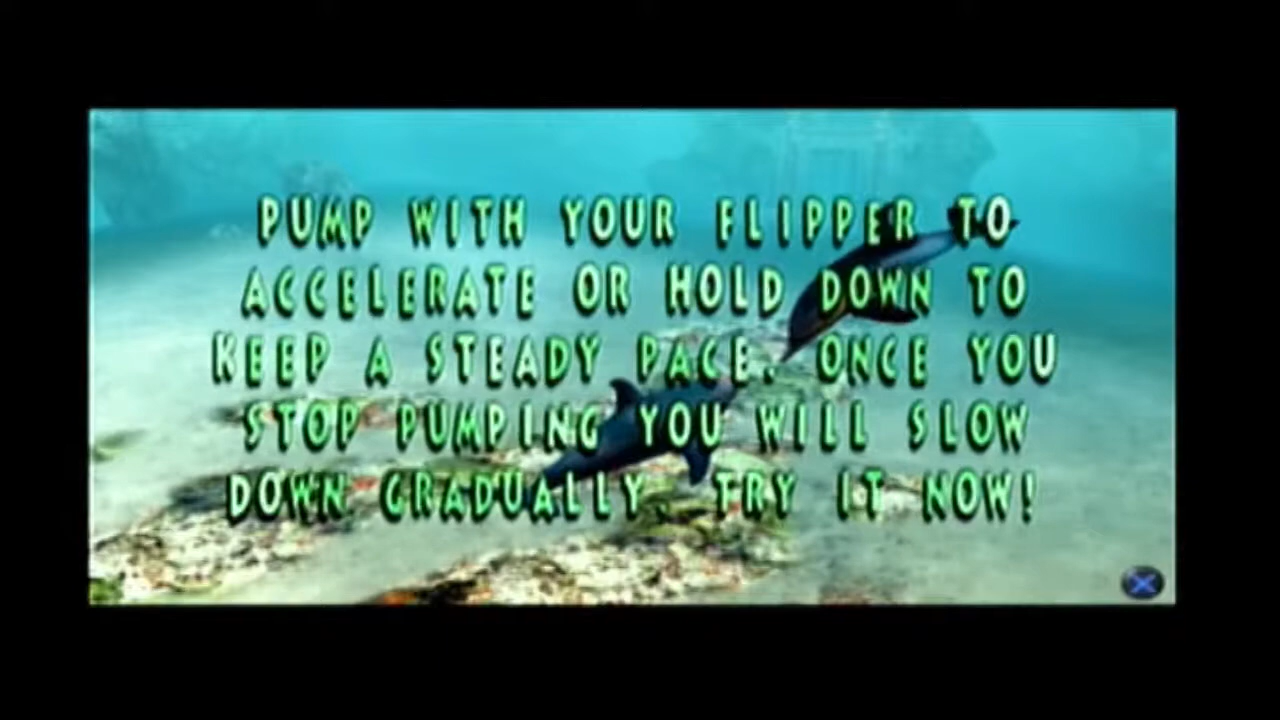 PUMP WITH YOUR FLIPPER TO
ACCELERATE OR HOLD DOWN TO
KEEP A STEADY PACE. ONCE YOU
STOP PUMPING YOU WILL SLOW
DOWN GRADUALLY. TRY IT NOW!